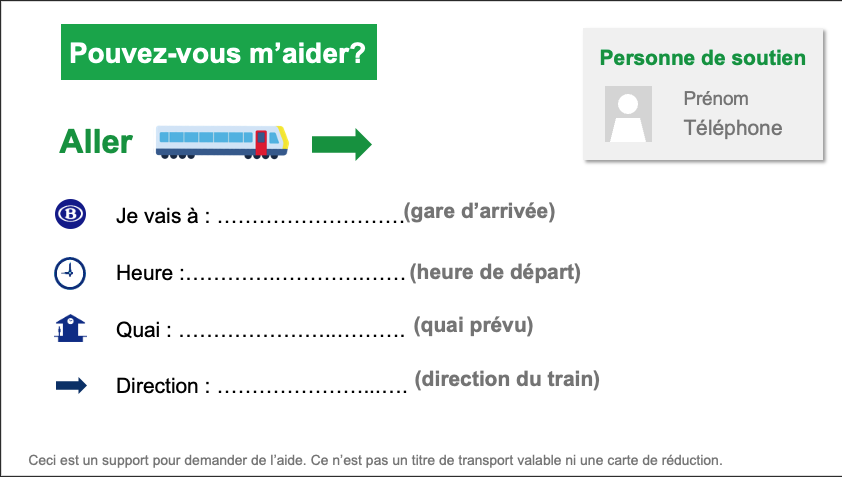 Pouvez-vous m’aider?
Personne de soutien
Prénom
Téléphone
Aller
B
Je vais à : ………………………(gare d’arrivée)
Heure :………….………….…… (heure de départ)
Quai : …………………..………. (quai prévu)
Direction : …………………...…. (direction du train)
Ceci est un support pour demander de l’aide. Ce n’est pas un titre de transport valable ni une carte de réduction.